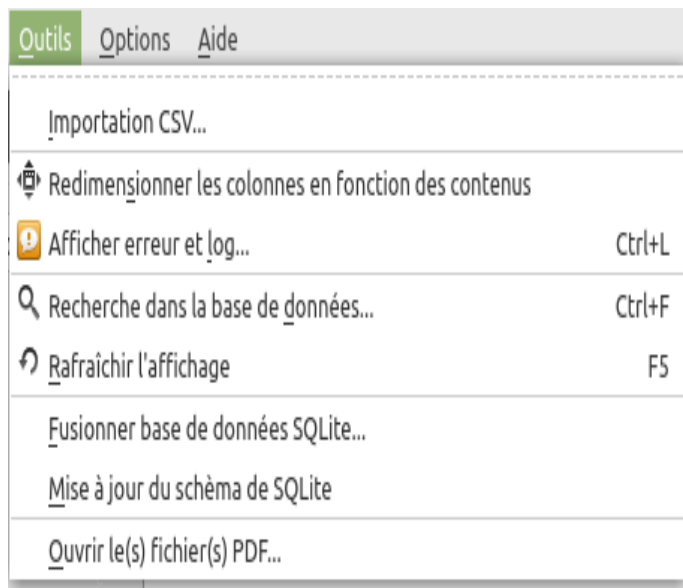 Outils Options Aide
Importation CSV...
Redimensionner les colonnes en fonction des contenus
Afficher erreur et log... Ctrl+L
Recherche dans la base de données... Ctrl+F
Rafraîchir l'affichage F5
Fusionner base de données SQLite...
Mise à jour du schèma de SQLite
Ouvrir le(s) fichier(s) PDF...